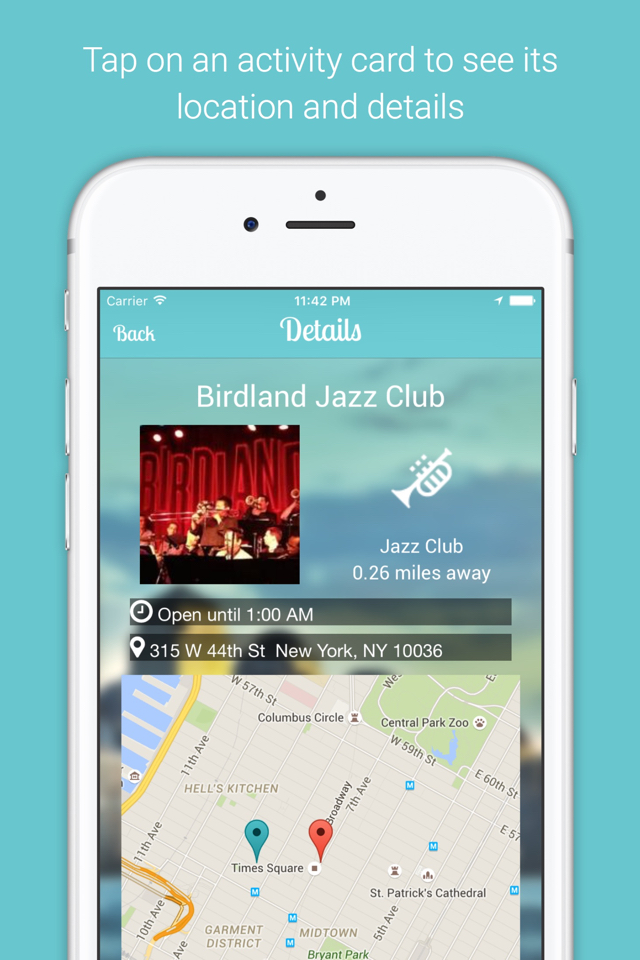 Tap on an activity card to see its
location and details
Carrier 11:42 PM
Back Details
Birdland Jazz Club
BIRDLAND
Jazz Club
0.26 miles away
Open until 1:00 AM
315 W 44th St New York, NY 10036
W 57th St
Columbus Circle
Central Park Zoo
W 59th St
11th Ave
E 60th St
HELL'S KITCHEN
Broadway
7th Ave
E 57
11th Ave
Times Square
M
St. Patrick's Cathedral
10th Ave
GARMENT
DISTRICT
MIDTOWN
5th Ave
Bryant Park